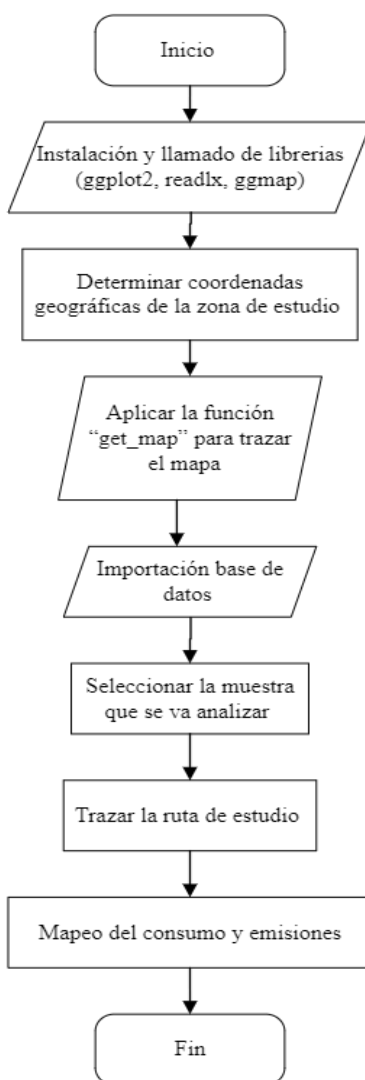 Inicio
Instalación y llamado de librerias
(ggplot2, readlx, ggmap)
Determinar coordenadas
geográficas de la zona de estudio
Aplicar la función
“get_map” para trazar
el mapa
Importación base de
datos
Seleccionar la muestra
que se va analizar
Trazar la ruta de estudio
Mapeo del consumo y emisiones
Fin